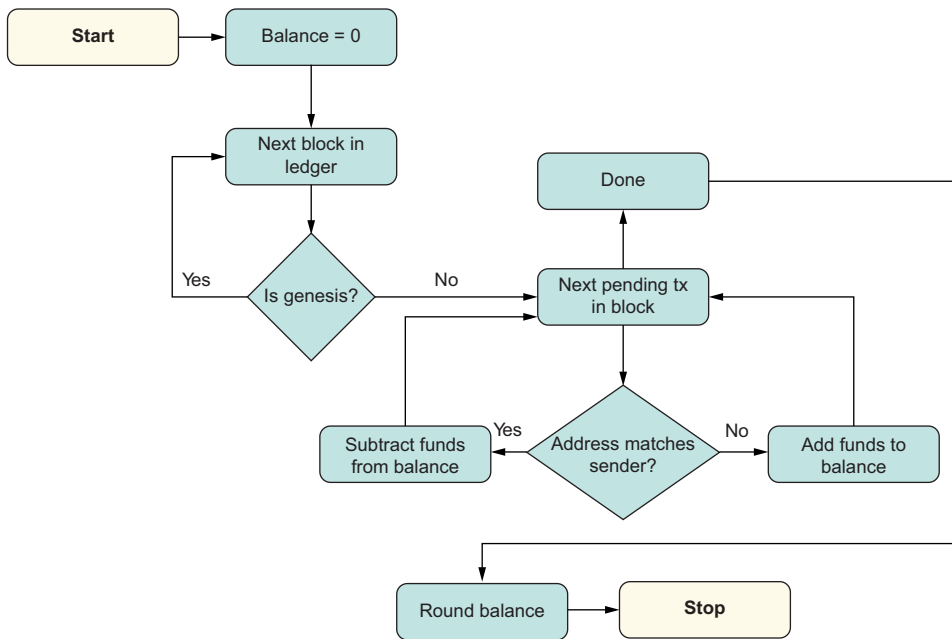 Start
Balance = 0
Next block in
ledger
Done
Yes
Is genesis?
No
Next pending tx
in block
Subtract funds
from balance
Yes
Address matches
sender?
No
Add funds to
balance
Round balance
Stop